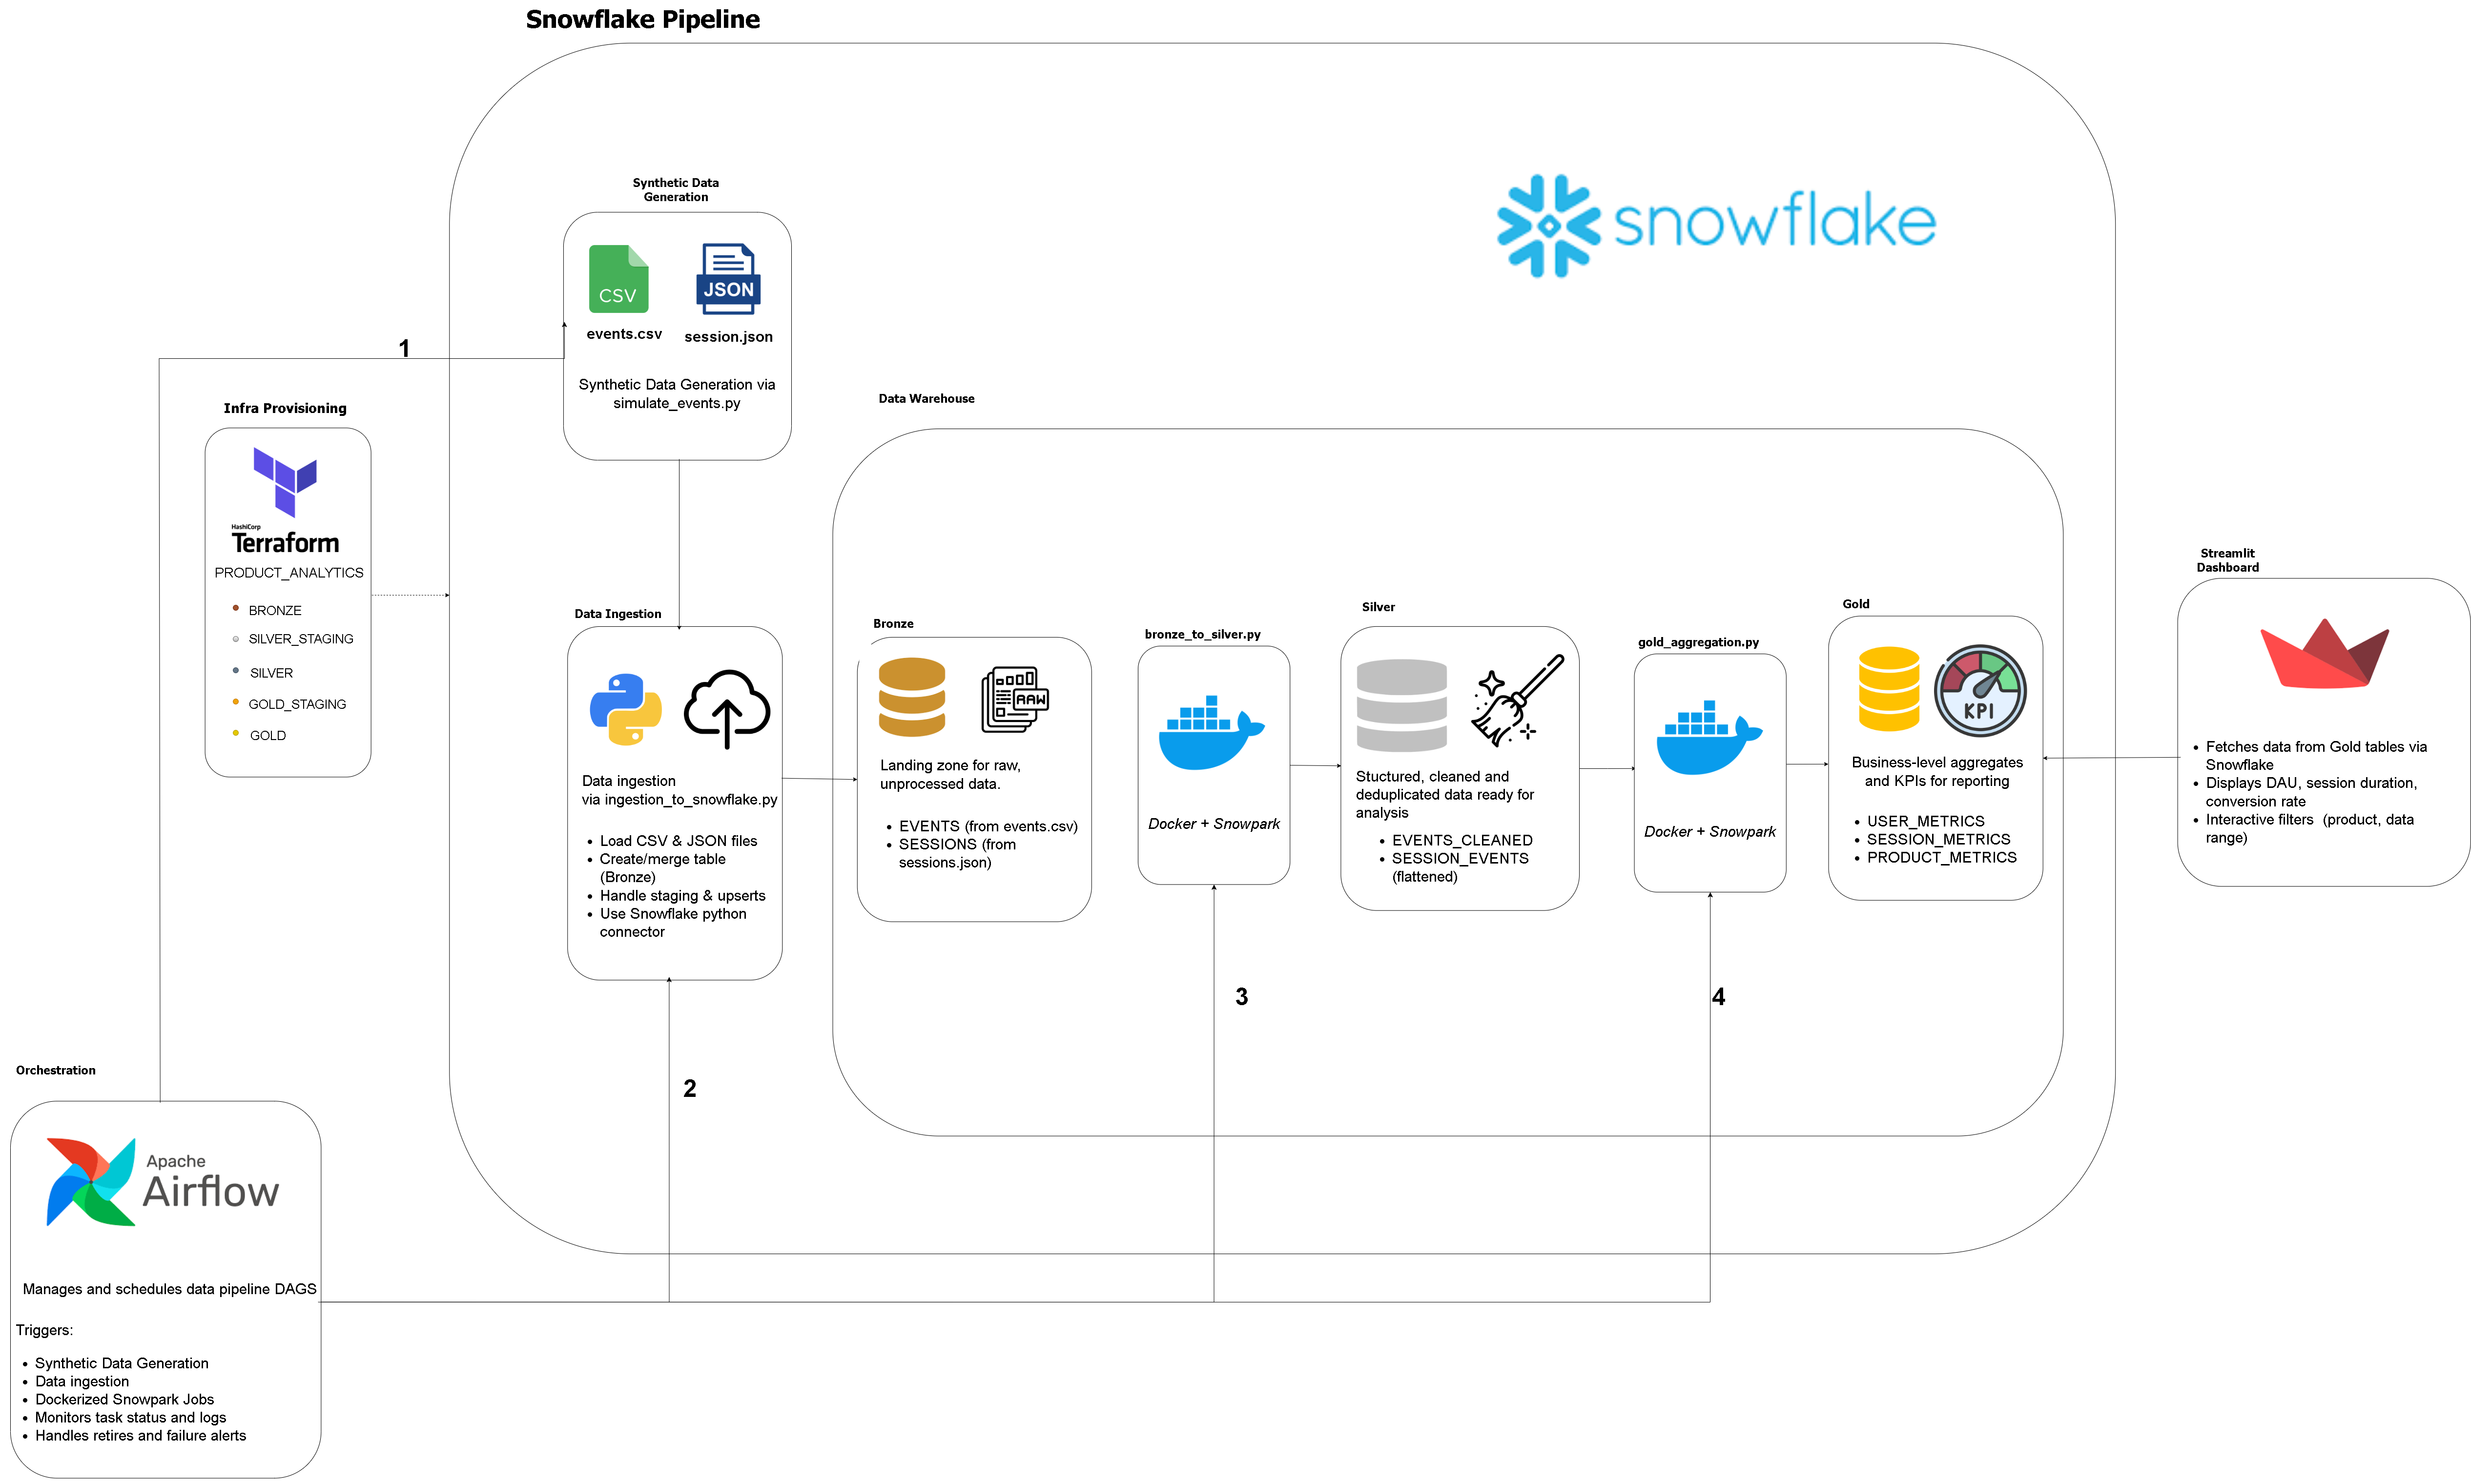 Snowflake Pipeline
snowflake
Synthetic Data
Generation
CSV
JSON
events.csv
session.json
Synthetic Data Generation via
simulate_events.py
1
Infra Provisioning
HashiCorp
Terraform
PRODUCT_ANALYTICS
BRONZE
SILVER_STAGING
SILVER
GOLD_STAGING
GOLD
Data Ingestion
Data ingestion
via ingestion_to_snowflake.py
Load CSV & JSON files
Create/merge table
(Bronze)
Handle staging & upserts
Use Snowflake python
connector
Data Warehouse
Bronze
RAW
Landing zone for raw,
unprocessed data.
EVENTS (from events.csv)
SESSIONS (from
sessions.json)
bronze_to_silver.py
Docker + Snowpark
Silver
Stuctured, cleaned and
deduplicated data ready for
analysis
EVENTS_CLEANED
SESSION_EVENTS
(flattened)
gold_aggregation.py
Docker + Snowpark
Gold
KPI
Business-level aggregates
and KPIs for reporting
USER_METRICS
SESSION_METRICS
PRODUCT_METRICS
Streamlit
Dashboard
Fetches data from Gold tables via
Snowflake
Displays DAU, session duration,
conversion rate
Interactive filters  (product, data
range)
2
3
4
Orchestration
Apache
Airflow
Manages and schedules data pipeline DAGS
Triggers:
Synthetic Data Generation
Data ingestion
Dockerized Snowpark Jobs
Monitors task status and logs
Handles retires and failure alerts